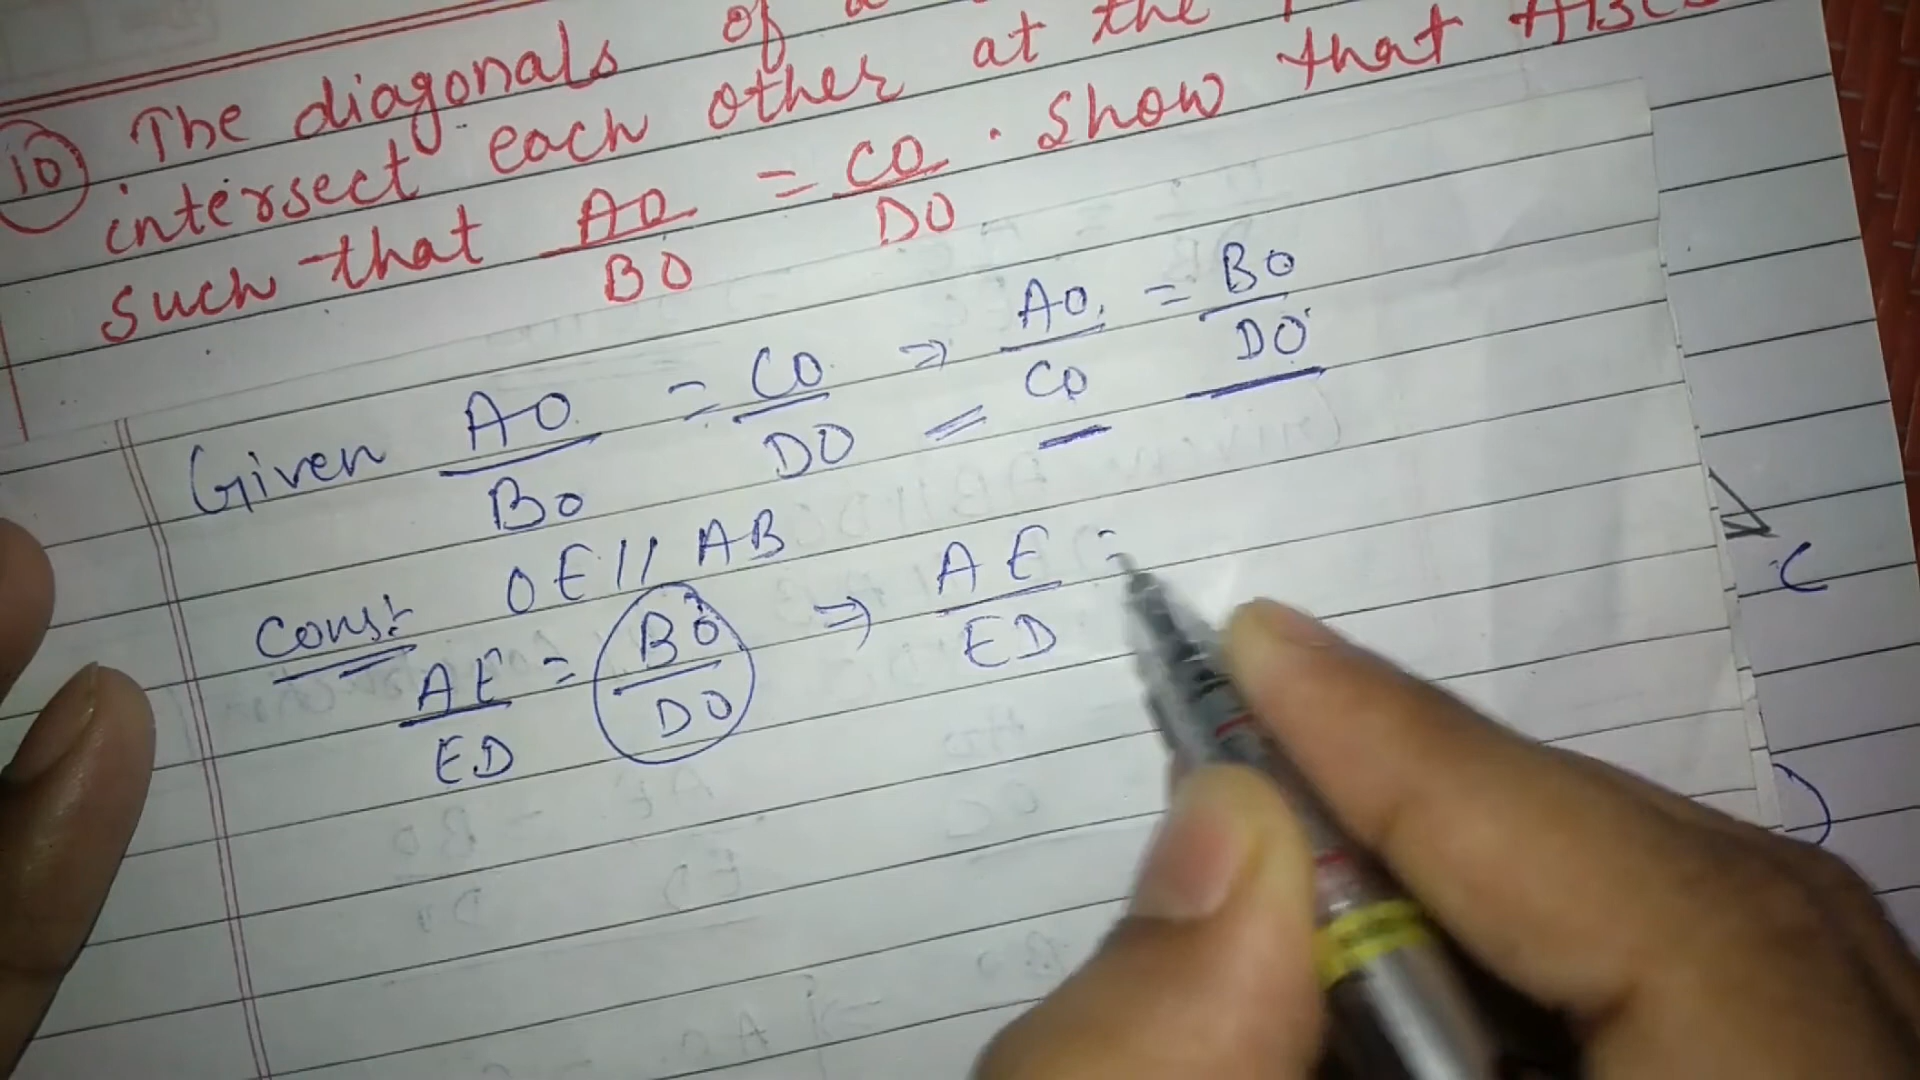 10 The diagonals of a
intersect each other at the
such that AO/BO = CO/DO . Show that ABC
Given AO/BO = CO/DO ⇒ AO/CO = BO/DO
Const OE // AB
AE/ED = BO/DO ⇒ AE/ED =
C